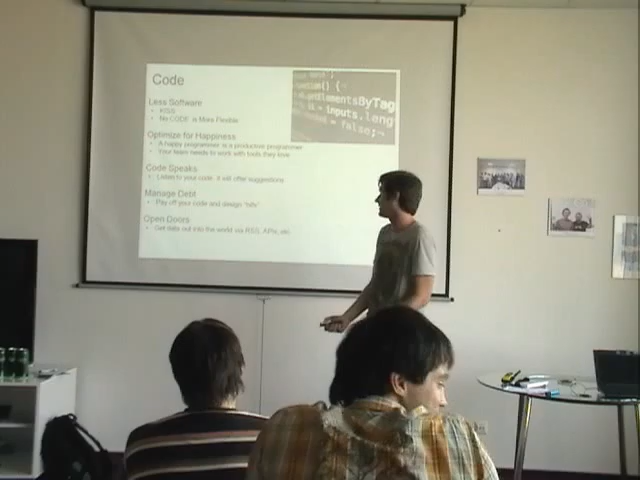 Code
Less Software
• KISS
• No CODE is More Flexible
Optimize for Happiness
• A happy programmer is a productive programmer
• Your team needs to work with tools they love
Code Speaks
• Listen to your code, it will offer suggestions
Manage Debt
• Pay off your code and design "bills"
Open Doors
• Get data out into the world via RSS, APIs, etc.
() {
ElementsByTag
inputs.leng
= false;